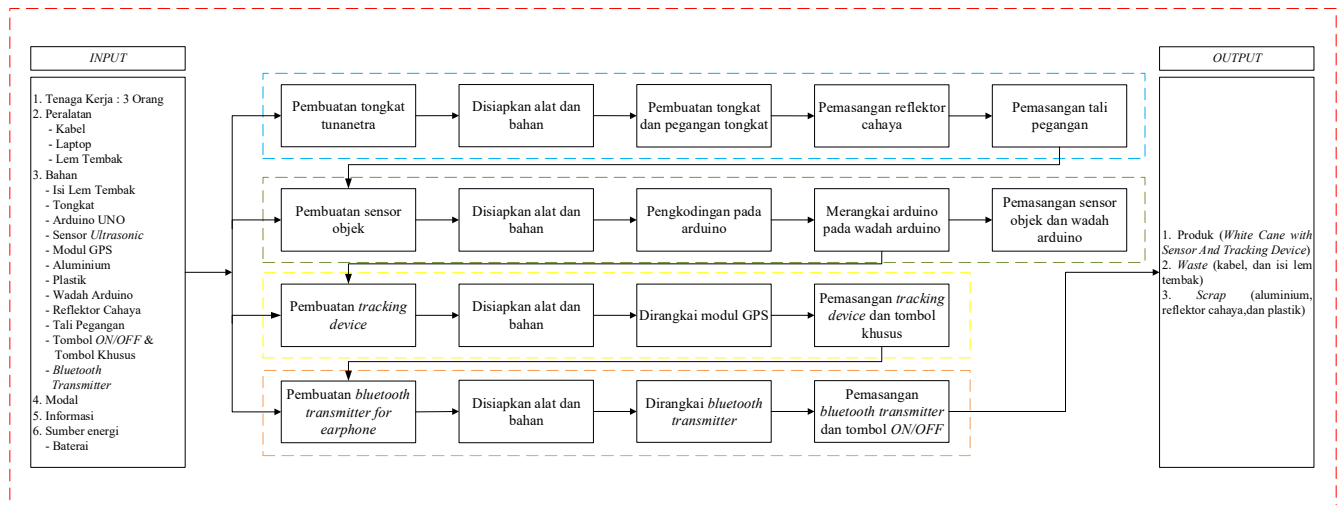 INPUT
1. Tenaga Kerja : 3 Orang
2. Peralatan
- Kabel
- Laptop
- Lem Tembak
3. Bahan
- Isi Lem Tembak
- Tongkat
- Arduino UNO
- Sensor Ultrasonic
- Modul GPS
- Aluminium
- Plastik
- Wadah Arduino
- Reflektor Cahaya
- Tali Pegangan
- Tombol ON/OFF &
Tombol Khusus
- Bluetooth
Transmitter
4. Modal
5. Informasi
6. Sumber energi
- Baterai
Pembuatan tongkat
tunanetra
Disiapkan alat dan
bahan
Pembuatan tongkat
dan pegangan tongkat
Pemasangan reflektor
cahaya
Pemasangan tali
pegangan
Pembuatan sensor
objek
Disiapkan alat dan
bahan
Pengkodingan pada
arduino
Merangkai arduino
pada wadah arduino
Pemasangan sensor
objek dan wadah
arduino
Pembuatan tracking
device
Disiapkan alat dan
bahan
Dirangkai modul GPS
Pemasangan tracking
device dan tombol
khusus
Pembuatan bluetooth
transmitter for
earphone
Disiapkan alat dan
bahan
Dirangkai bluetooth
transmitter
Pemasangan
bluetooth transmitter
dan tombol ON/OFF
OUTPUT
1. Produk (White Cane with
Sensor And Tracking Device)
2. Waste (kabel, dan isi lem
tembak)
3. Scrap (aluminium,
reflektor cahaya,dan plastik)